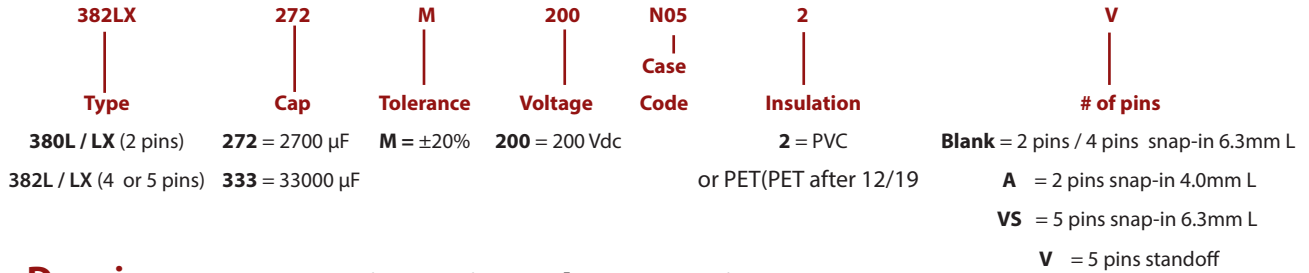 382LX 272 M 200 N05 2 V
Case
Type Cap Tolerance Voltage Code Insulation # of pins
380L / LX (2 pins) 272 = 2700 µF M = ±20% 200 = 200 Vdc 2 = PVC Blank = 2 pins / 4 pins snap-in 6.3mm L
382L / LX (4 or 5 pins) 333 = 33000 µF or PET(PET after 12/19 A = 2 pins snap-in 4.0mm L
VS = 5 pins snap-in 6.3mm L
V = 5 pins standoff